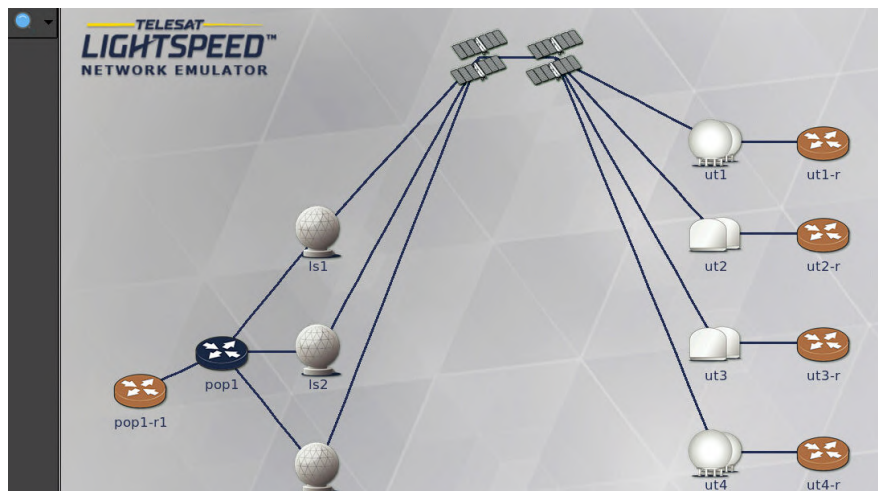 TELESAT
LIGHTSPEED™
NETWORK EMULATOR
ut1
ut1-r
ls1
ut2
ut2-r
pop1
ls2
ut3
ut3-r
pop1-r1
ut4
ut4-r